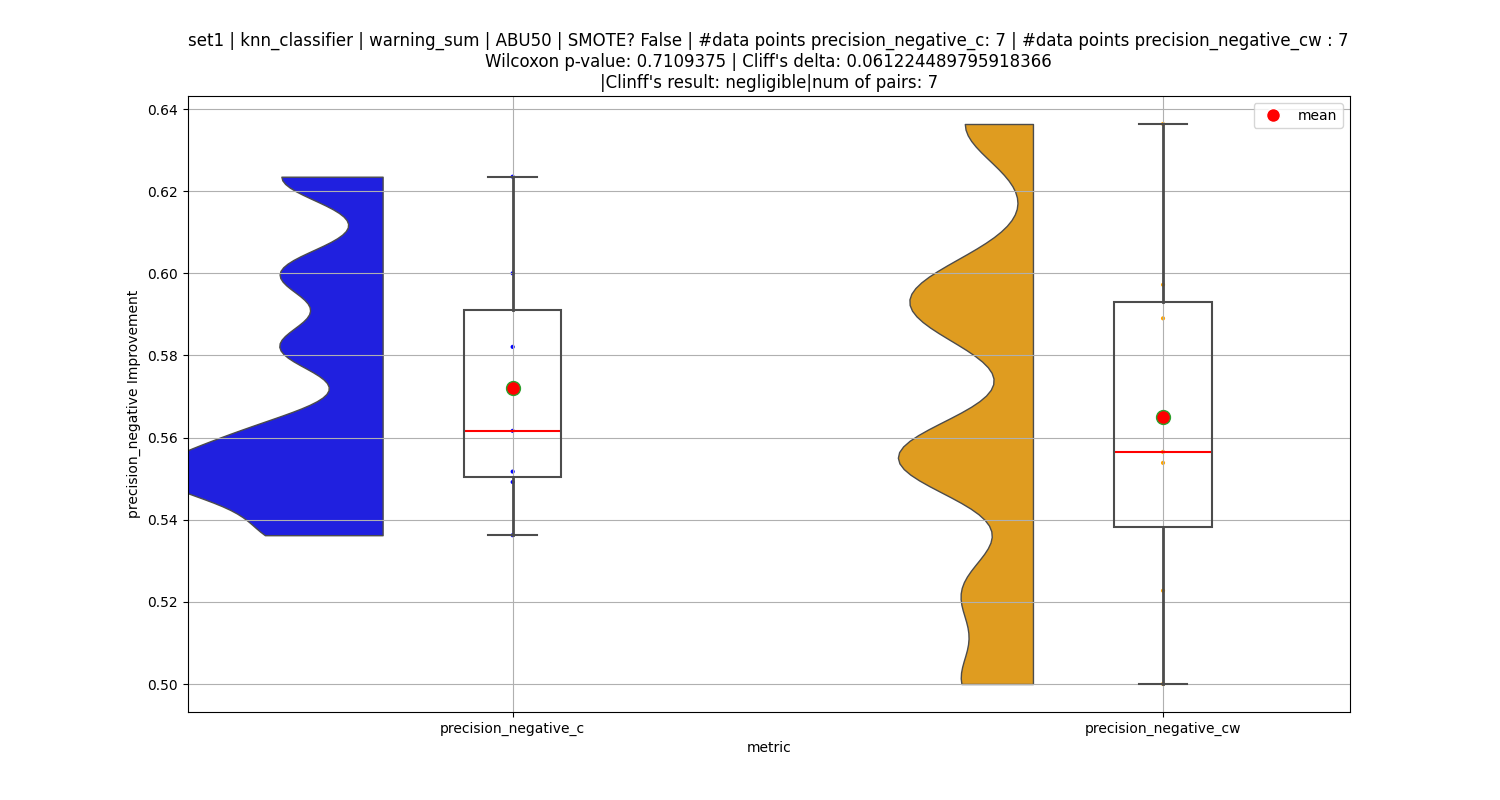 set1 | knn_classifier | warning_sum | ABU50 | SMOTE? False | #data points precision_negative_c: 7 | #data points precision_negative_cw : 7
Wilcoxon p-value: 0.7109375 | Cliff's delta: 0.061224489795918366
|Clinff's result: negligible|num of pairs: 7
mean
0.64
0.62
0.60
0.58
0.56
0.54
0.52
0.50
precision_negative Improvement
precision_negative_c
precision_negative_cw
metric